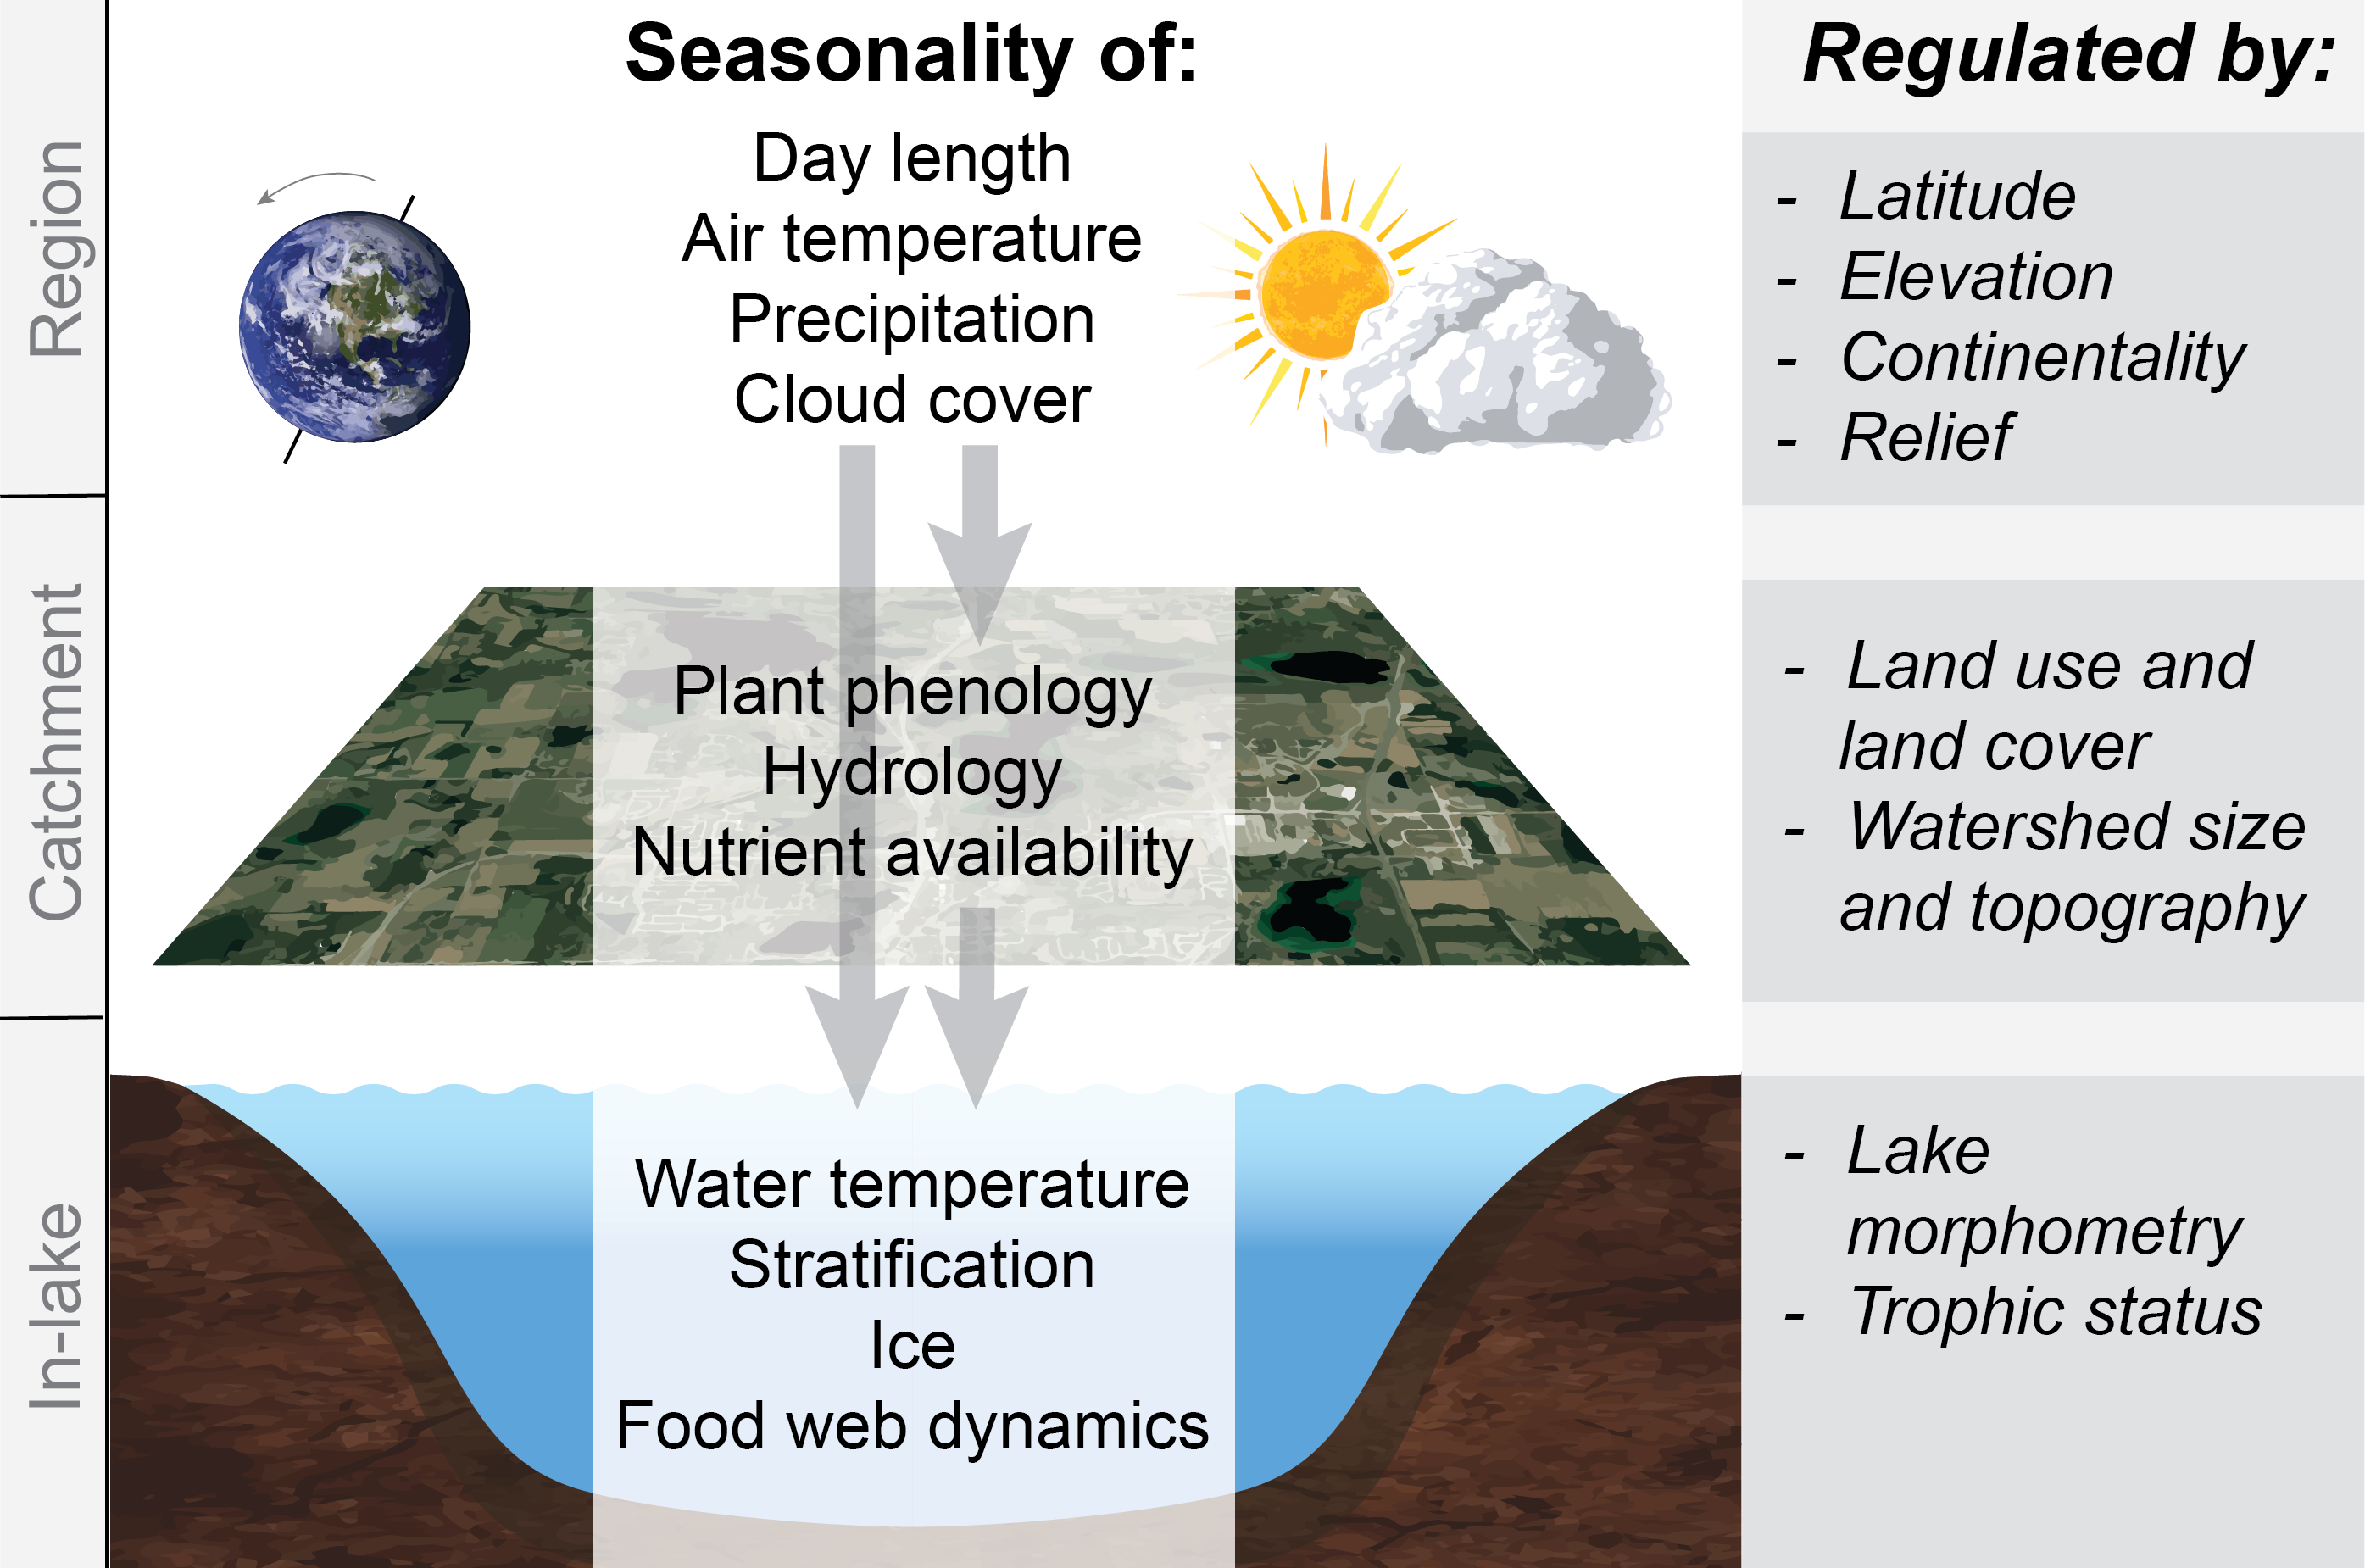 Seasonality of:
Regulated by:
Region
Day length
Air temperature
Precipitation
Cloud cover
- Latitude
- Elevation
- Continentality
- Relief
Catchment
Plant phenology
Hydrology
Nutrient availability
- Land use and
land cover
- Watershed size
and topography
In-lake
Water temperature
Stratification
Ice
Food web dynamics
- Lake
morphometry
- Trophic status